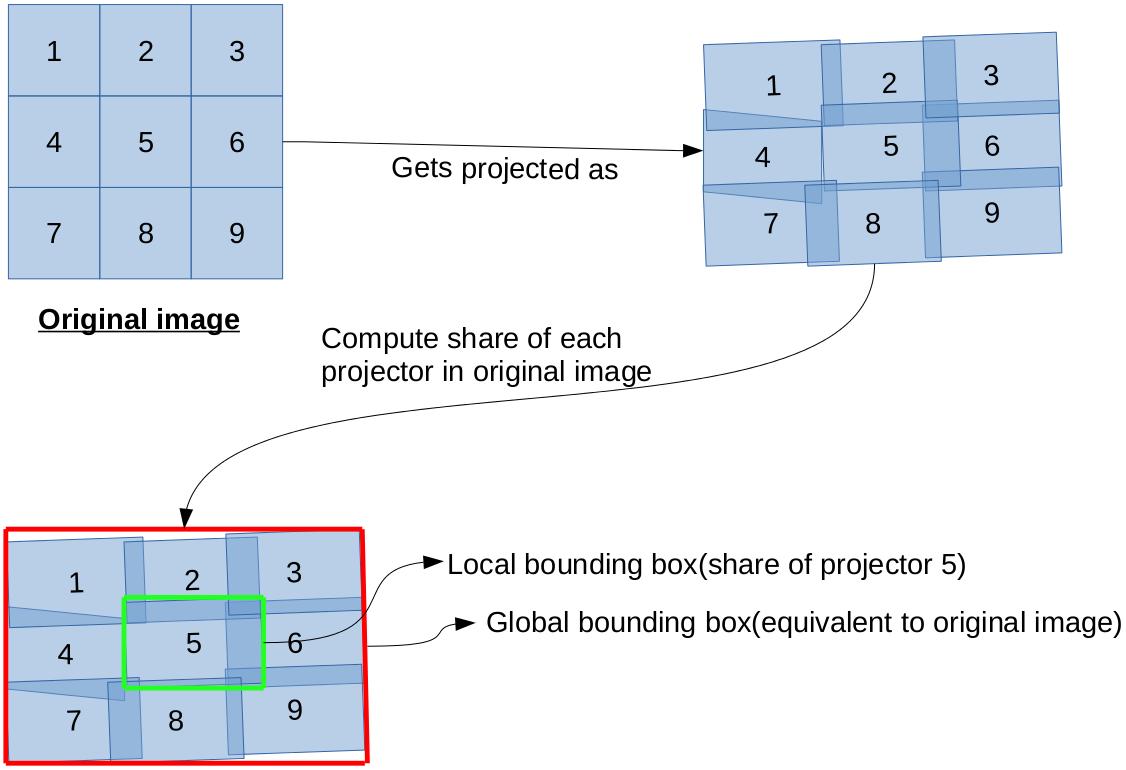 1 2 3
4 5 6
7 8 9
Original image
Gets projected as
1 2 3
4 5 6
7 8 9
Compute share of each
projector in original image
1 2 3
4 5 6
7 8 9
Local bounding box(share of projector 5)
Global bounding box(equivalent to original image)